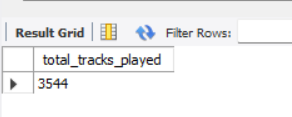 Result Grid Filter Rows:
total_tracks_played
3544